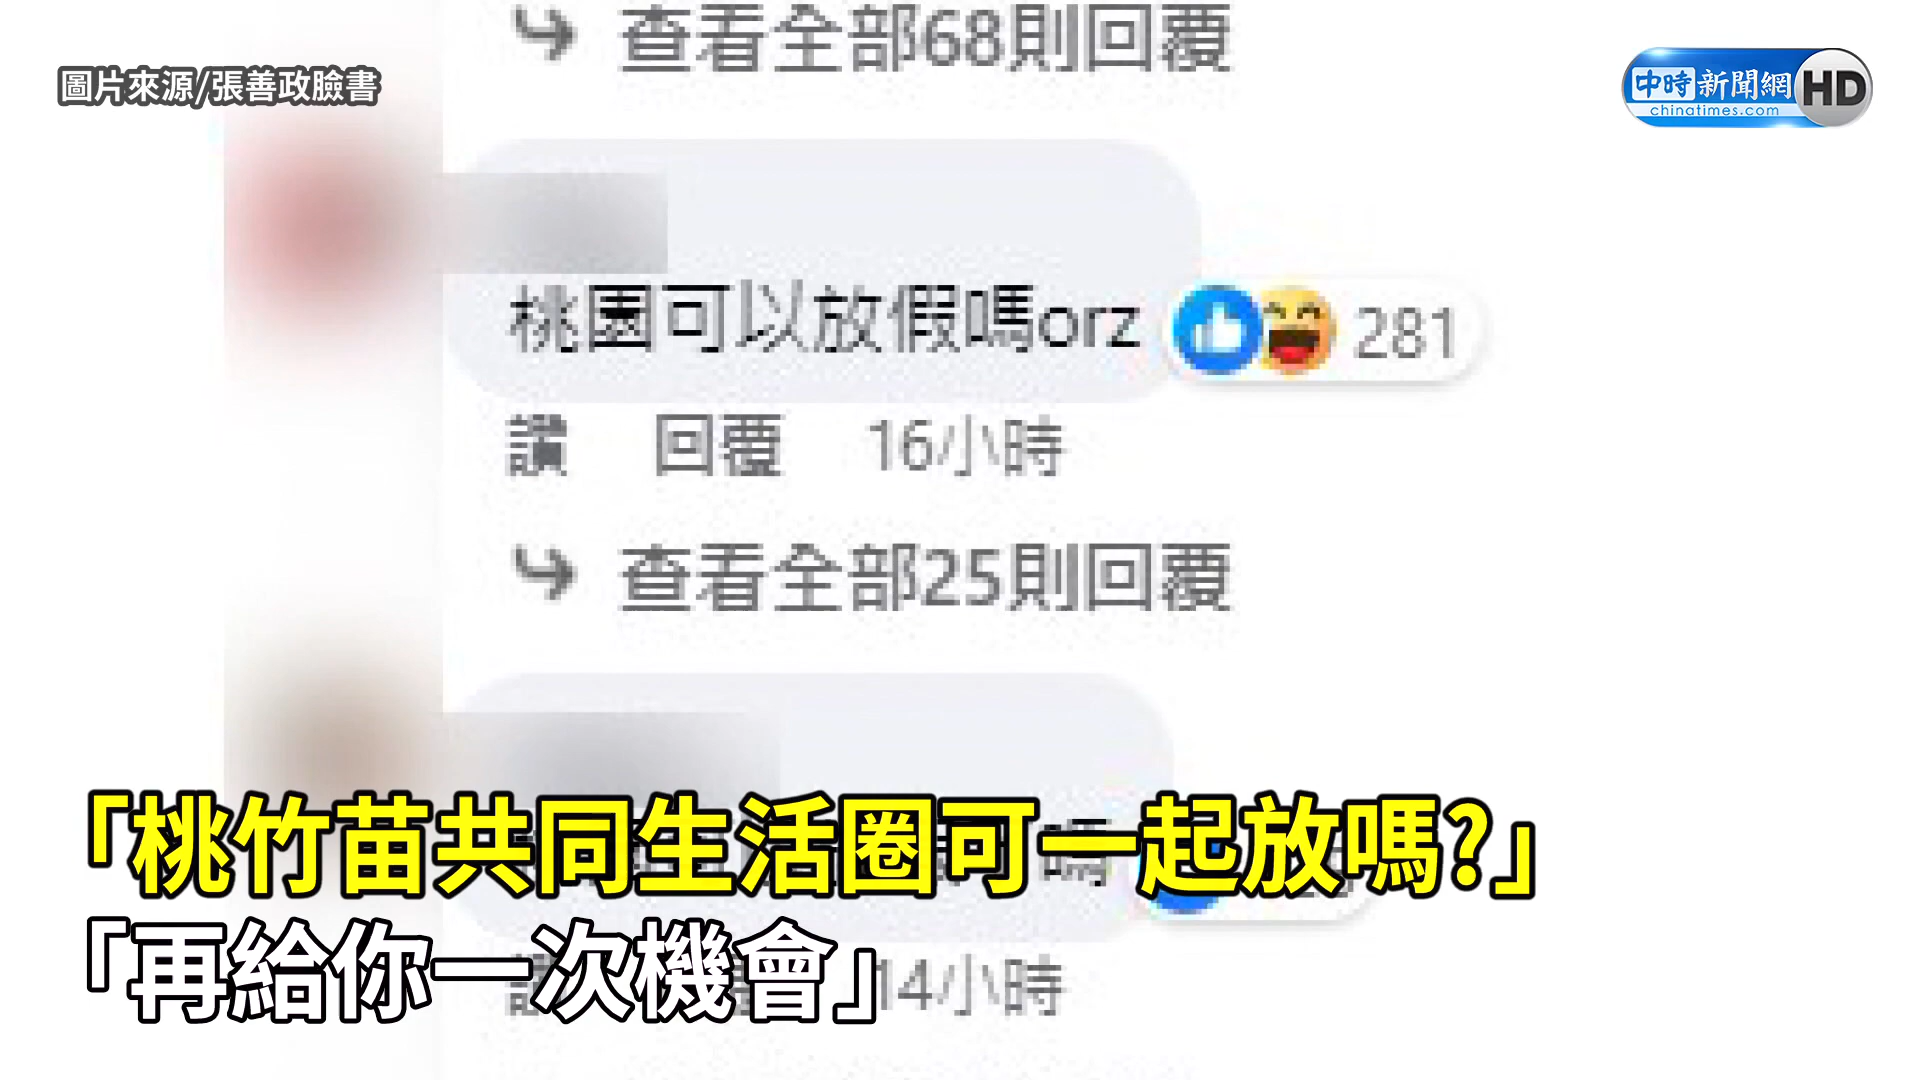 查看全部68則回覆
圖片來源/張善政臉書
中時新聞網HD
chinatimes.com
桃園可以放假嗎orz 281
讚 回覆 16小時
查看全部25則回覆
嗎
「桃竹苗共同生活圈可一起放嗎?」
「再給你一次機會」
14小時